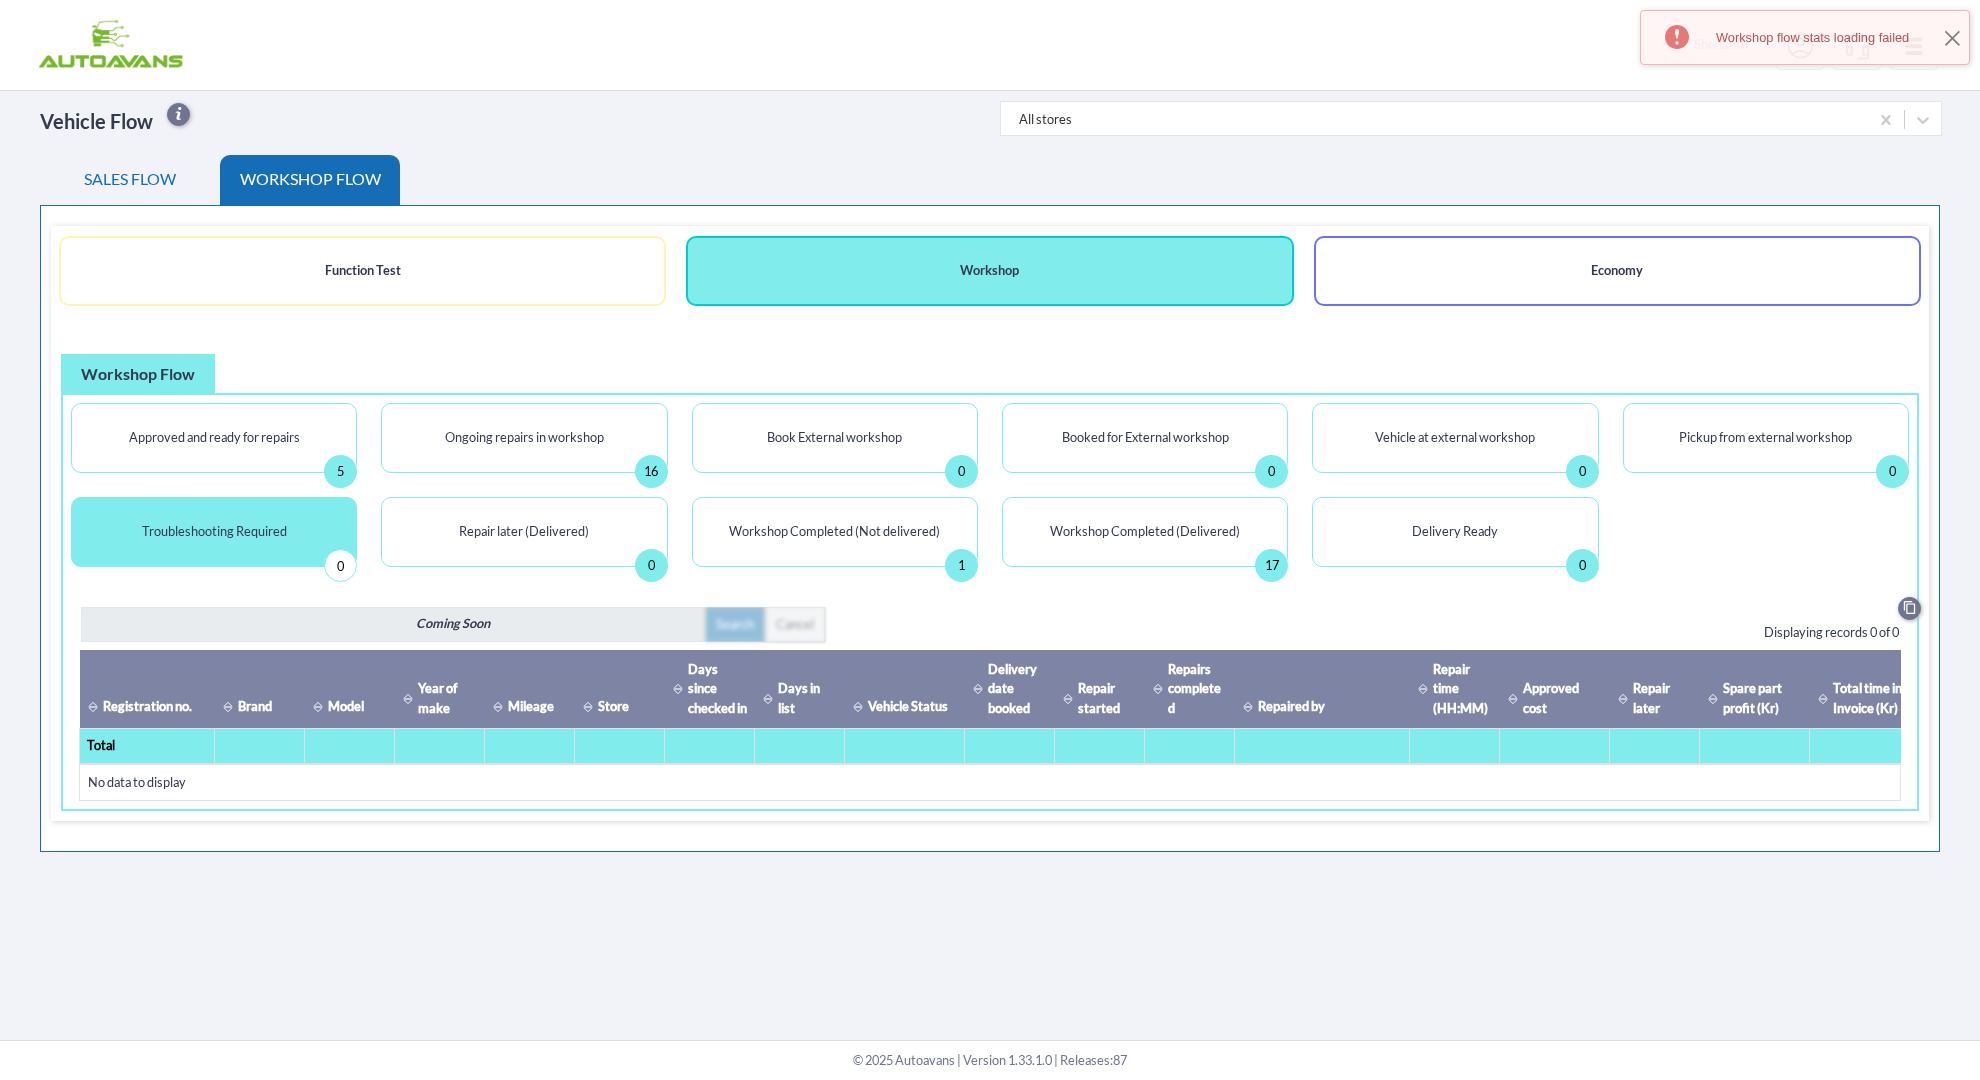 AUTOAVANS
Workshop flow stats loading failed
Vehicle Flow
All stores
SALES FLOW
WORKSHOP FLOW
Function Test
Workshop
Economy
Workshop Flow
Approved and ready for repairs
5
Ongoing repairs in workshop
16
Book External workshop
0
Booked for External workshop
0
Vehicle at external workshop
0
Pickup from external workshop
0
Troubleshooting Required
0
Repair later (Delivered)
0
Workshop Completed (Not delivered)
1
Workshop Completed (Delivered)
17
Delivery Ready
0
Coming Soon
Search
Cancel
Displaying records 0 of 0
Registration no.
Brand
Model
Year of
make
Mileage
Store
Days
since
checked in
Days in
list
Vehicle Status
Delivery
date
booked
Repair
started
Repairs
complete
d
Repaired by
Repair
time
(HH:MM)
Approved
cost
Repair
later
Spare part
profit (Kr)
Total time in
Invoice (Kr)
Total
No data to display
© 2025 Autoavans | Version 1.33.1.0 | Releases:87